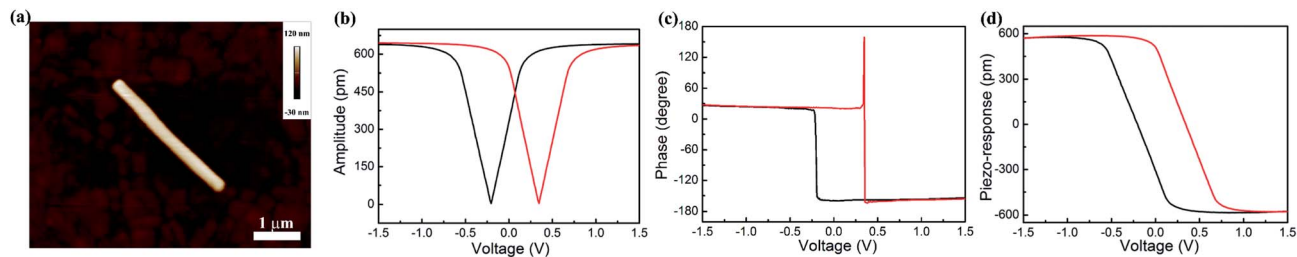 (a)
120 nm
-30 nm
1 μm
(b)
Amplitude (pm)
600
450
300
150
0
-1.5 -1.0 -0.5 0.0 0.5 1.0 1.5
Voltage (V)
(c)
Phase (degree)
180
120
60
0
-60
-120
-180
-1.5 -1.0 -0.5 0.0 0.5 1.0 1.5
Voltage (V)
(d)
Piezo-response (pm)
900
600
300
0
-300
-600
-1.5 -1.0 -0.5 0.0 0.5 1.0 1.5
Voltage (V)